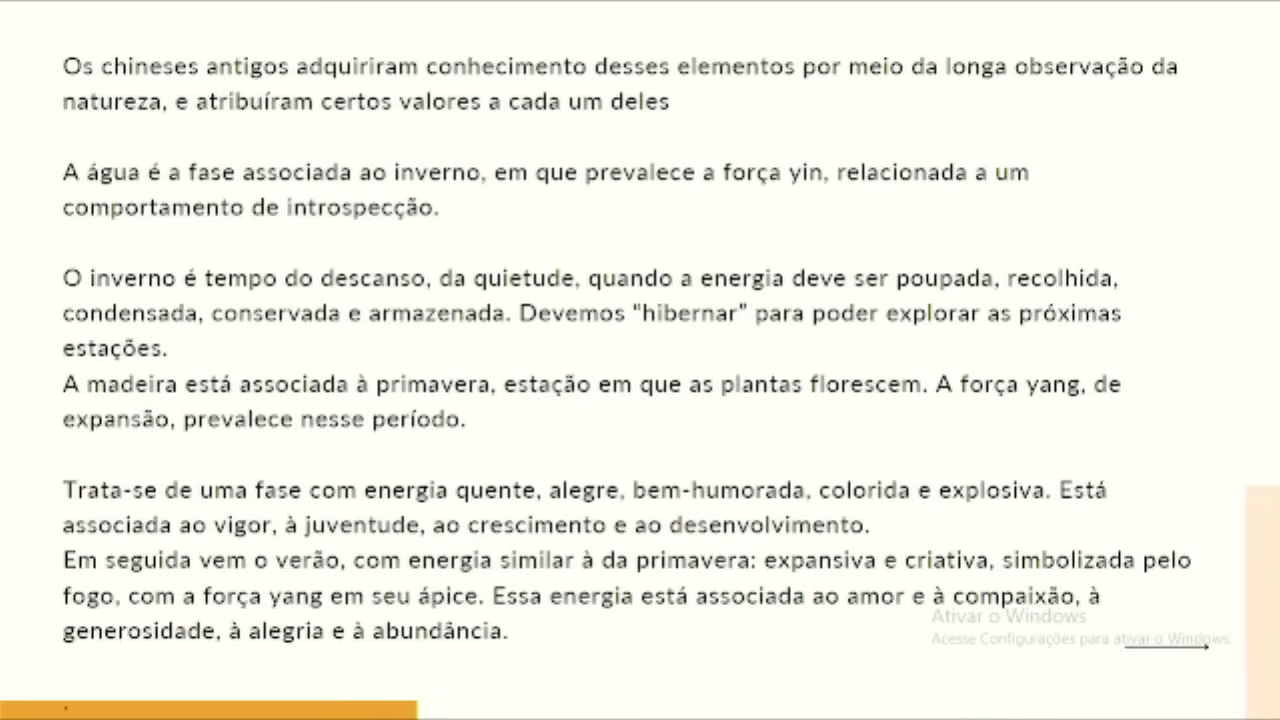 Os chineses antigos adquiriram conhecimento desses elementos por meio da longa observação da
natureza, e atribuíram certos valores a cada um deles
A água é a fase associada ao inverno, em que prevalece a força yin, relacionada a um
comportamento de introspecção.
O inverno é tempo do descanso, da quietude, quando a energia deve ser poupada, recolhida,
condensada, conservada e armazenada. Devemos "hibernar" para poder explorar as próximas
estações.
A madeira está associada à primavera, estação em que as plantas florescem. A força yang, de
expansão, prevalece nesse período.
Trata-se de uma fase com energia quente, alegre, bem-humorada, colorida e explosiva. Está
associada ao vigor, à juventude, ao crescimento e ao desenvolvimento.
Em seguida vem o verão, com energia similar à da primavera: expansiva e criativa, simbolizada pelo
fogo, com a força yang em seu ápice. Essa energia está associada ao amor e à compaixão, à
generosidade, à alegria e à abundância.
Ativar o Windows
Acesse Configurações para ativar o Windows.